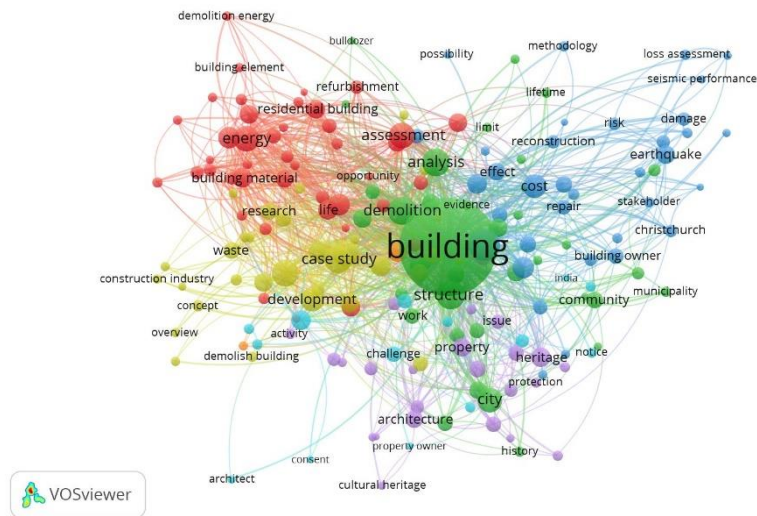 demolition energy
bulldozer
possibility
methodology
loss assessment
building element
refurbishment
seismic performance
residential building
lifetime
energy
assessment
limit
risk
damage
reconstruction
analysis
earthquake
building material
opportunity
effect
cost
research
life
demolition
evidence
repair
stakeholder
christchurch
waste
case study
building
building owner
construction industry
india
development
structure
community
municipality
concept
work
issue
overview
activity
property
demolish building
challenge
heritage
notice
protection
city
architecture
property owner
history
consent
architect
cultural heritage
VOSviewer